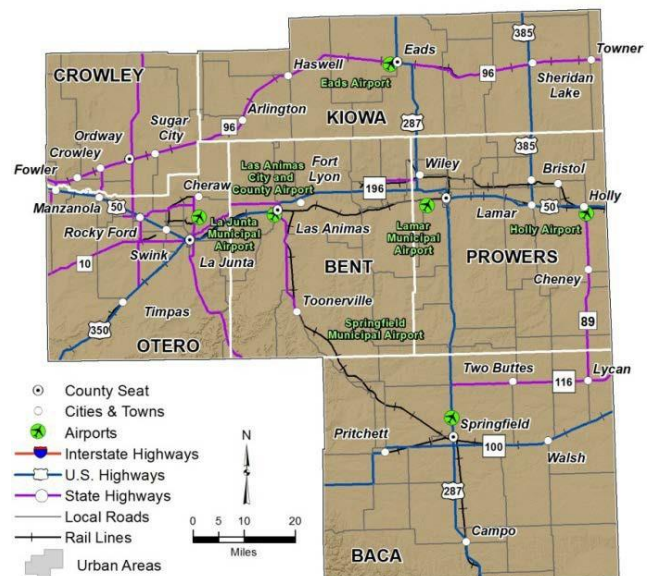 385
Towner
Eads
Haswell
CROWLEY
Eads Airport
96
Sheridan
Lake
Arlington
Sugar
City
Ordway
96
KIOWA
287
Crowley
385
Las Animas
City and
County Airport
Fort
Lyon
Wiley
Bristol
Fowler
Cheraw
196
Holly
Manzanola
50
Lamar
50
Rocky Ford
La Junta
Municipal
Airport
Las Animas
Lamar
Municipal
Airport
Holly Airport
Swink
10
La Junta
BENT
PROWERS
Cheney
Toonerville
Timpas
350
Springfield
Municipal Airport
89
OTERO
Two Buttes
116
Lycan
County Seat
Cities & Towns
Airports
Interstate Highways
U.S. Highways
State Highways
Local Roads
Rail Lines
Urban Areas
N
0 5 10 20
Miles
Springfield
Pritchett
100
Walsh
287
Campo
BACA